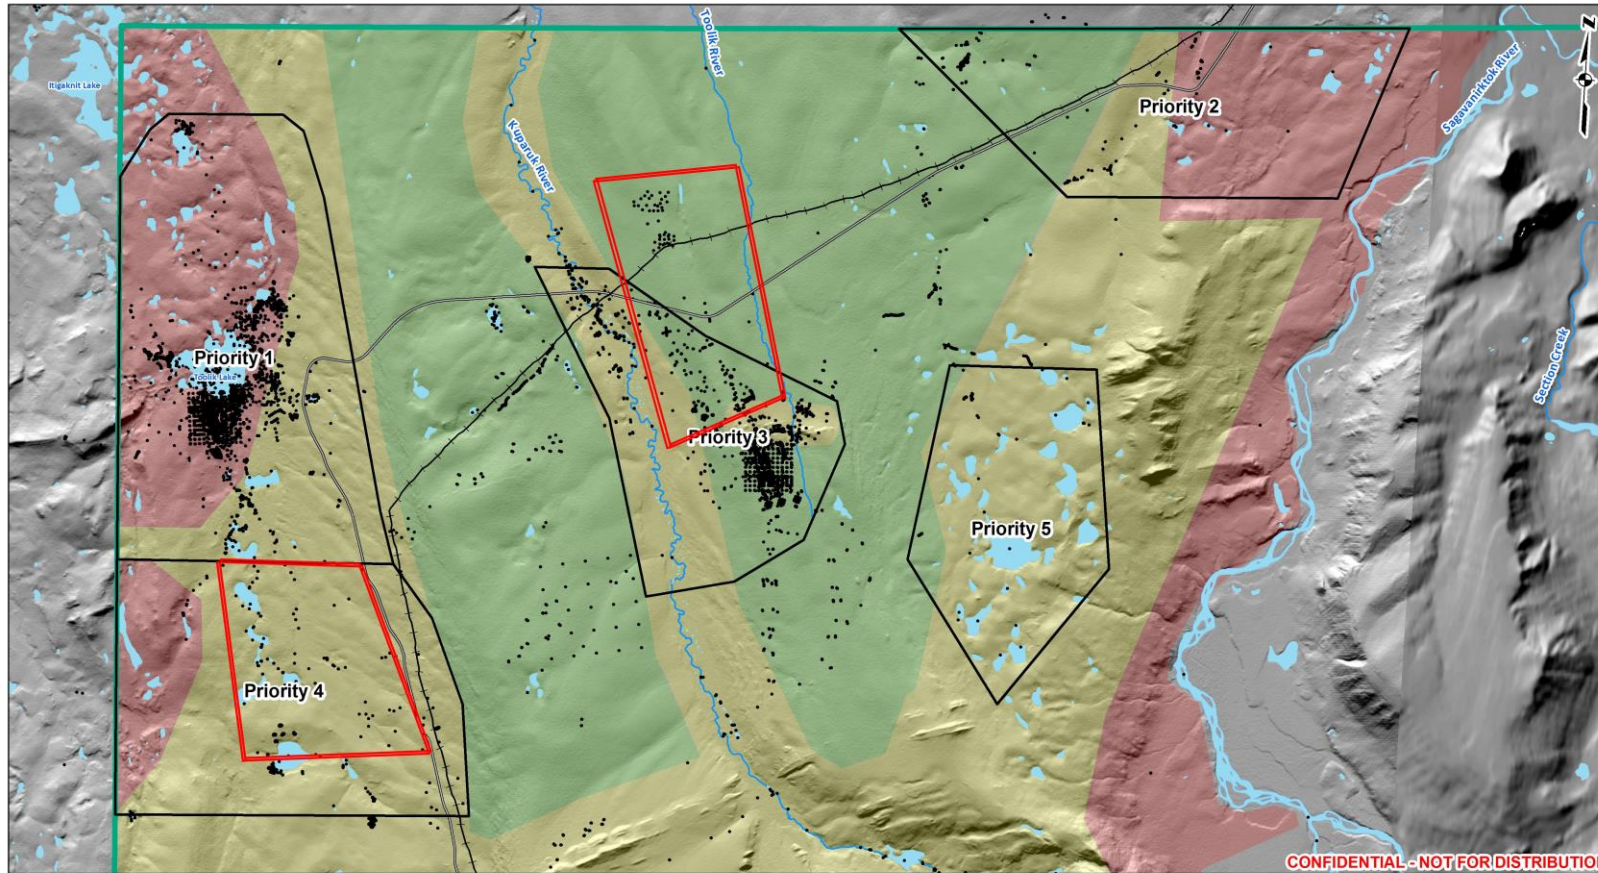 Toolik River
N
Itigaknit Lake
Sagavanirktok River
Priority 2
Kuparuk River
Priority 1
Toolik Lake
Section Creek
Priority 3
Priority 5
Priority 4
CONFIDENTIAL - NOT FOR DISTRIBUTIO